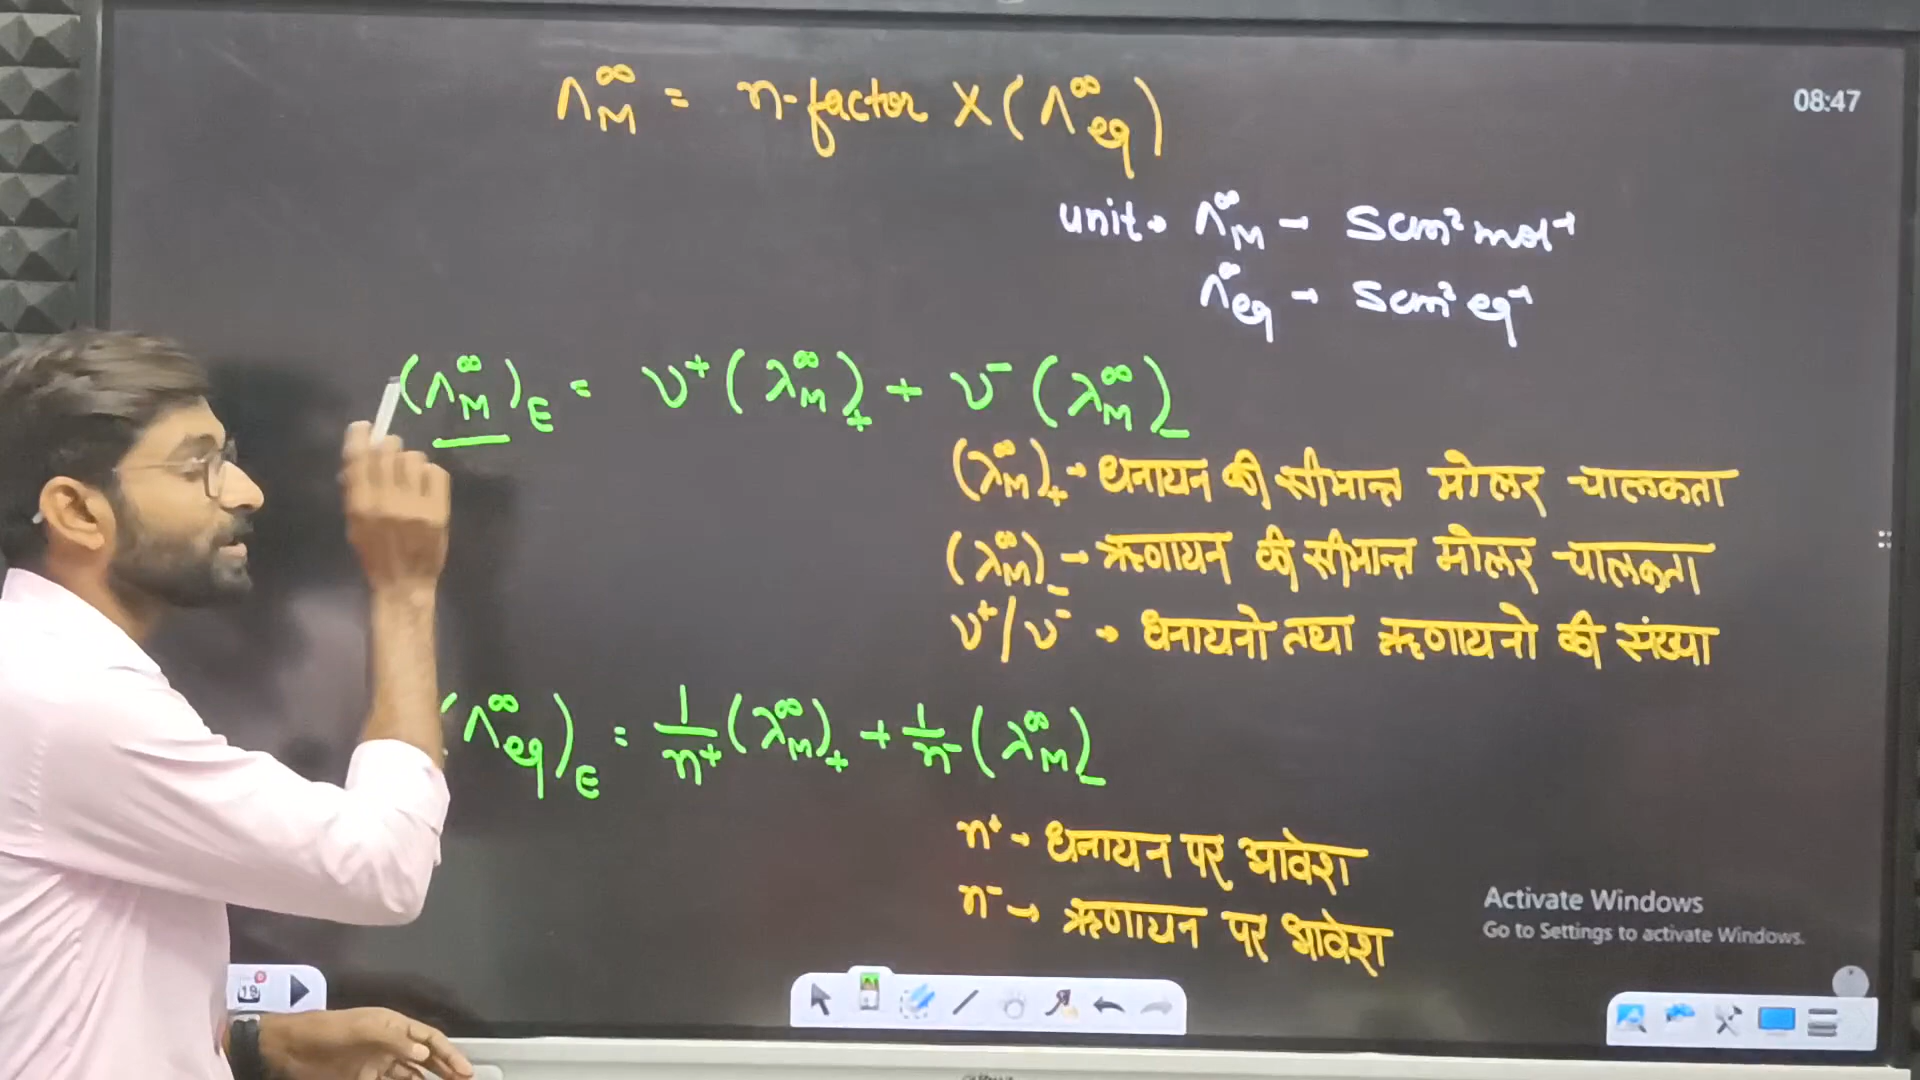 Λ∞M = n-factor X (Λ∞eq)
08:47
unit → Λ∞M → S cm² mol⁻¹
Λ∞eq → S cm² eq⁻¹
(Λ∞M)E = ν⁺ (λ∞M)₊ + ν⁻ (λ∞M)₋
(λ∞M)₊ → धनायन की सीमान्त मोलर चालकता
(λ∞M)₋ → ऋणायन की सीमान्त मोलर चालकता
ν⁺/ν⁻ → धनायनो तथा ऋणायनो की संख्या
(Λ∞eq)E = 1/n⁺ (λ∞M)₊ + 1/n⁻ (λ∞M)₋
n⁺ → धनायन पर आवेश
n⁻ → ऋणायन पर आवेश
Activate Windows
Go to Settings to activate Windows.